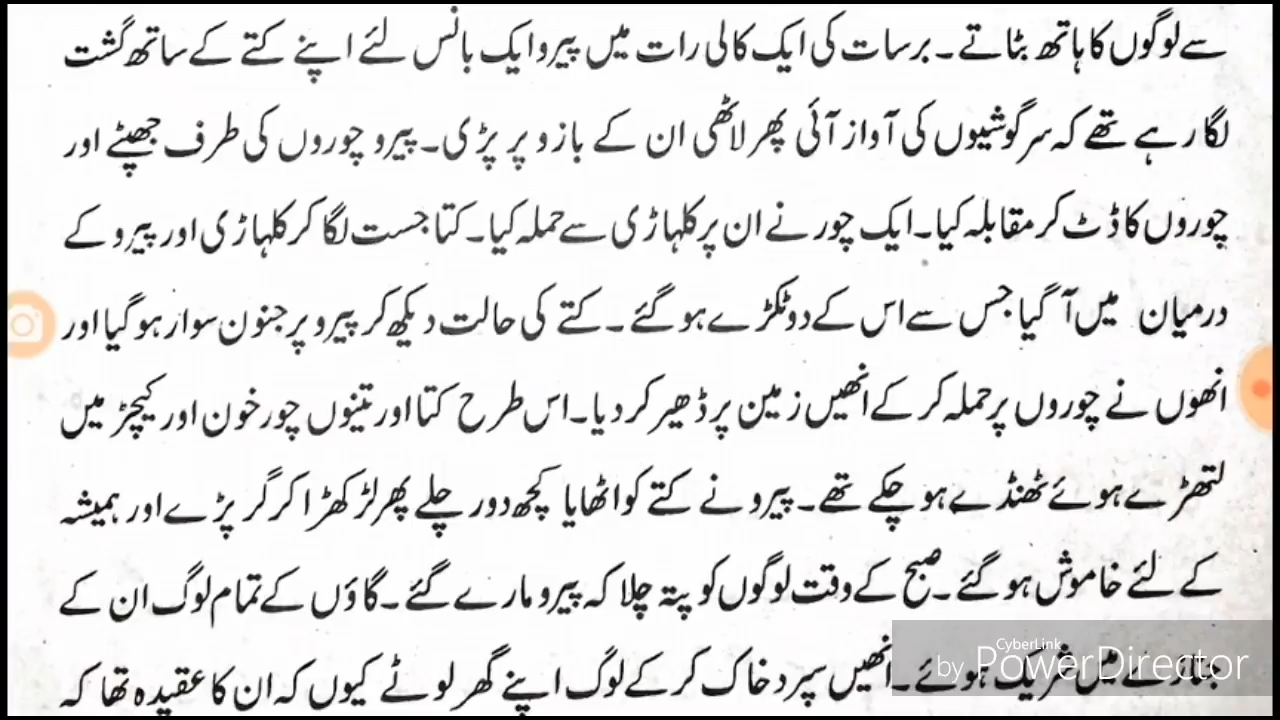 سے لوگوں کا ہاتھ بٹاتے ۔ برسات کی ایک کالی رات میں پیرو ایک بانس لئے اپنے کتے کے ساتھ گشت
لگا رہے تھے کہ سرگوشیوں کی آواز آئی پھر لاٹھی ان کے بازو پر پڑی۔ پیرو چوروں کی طرف جھپٹے اور
چوروں کا ڈٹ کر مقابلہ کیا۔ ایک چور نے ان پر کلہاڑی سے حملہ کیا۔ کتا جست لگا کر کلہاڑی اور پیرو کے
درمیان میں آ گیا جس سے اس کے دو ٹکڑے ہو گئے ۔ کتے کی حالت دیکھ کر پیرو پر جنون سوار ہو گیا اور
انھوں نے چوروں پر حملہ کر کے انھیں زمین پر ڈھیر کر دیا۔ اس طرح کتا اور تینوں چور خون اور کیچڑ میں
لتھڑے ہوئے ٹھنڈے ہو چکے تھے ۔ پیرو نے کتے کو اٹھایا کچھ دور چلے پھر لڑکھڑا کر گر پڑے اور ہمیشہ
کے لئے خاموش ہو گئے ۔ صبح کے وقت لوگوں کو پتہ چلا کہ پیرو مارے گئے ۔ گاؤں کے تمام لوگ ان کے
جنازے میں شریک ہوئے ۔ انھیں سپرد خاک کر کے لوگ اپنے گھر لوٹے کیوں کہ ان کا عقیدہ تھا کہ
CyberLink
by PowerDirector